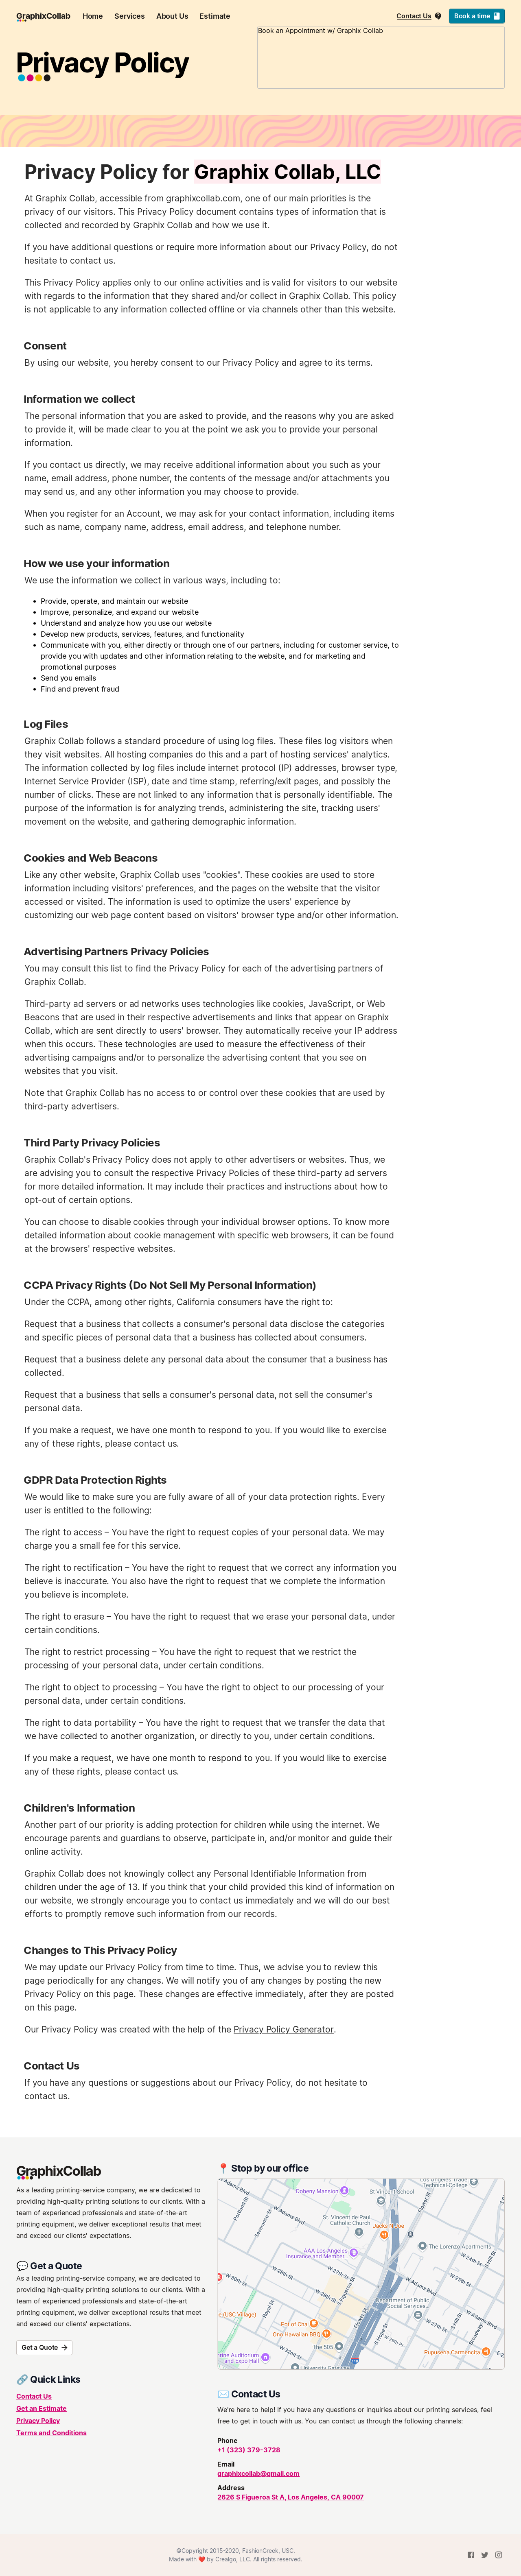 GraphixCollab
Home
Services
About Us
Estimate
Contact Us
Book a time
Book an Appointment w/ Graphix Collab
Privacy Policy
Privacy Policy for Graphix Collab, LLC
At Graphix Collab, accessible from graphixcollab.com, one of our main priorities is the
privacy of our visitors. This Privacy Policy document contains types of information that is
collected and recorded by Graphix Collab and how we use it.
If you have additional questions or require more information about our Privacy Policy, do not
hesitate to contact us.
This Privacy Policy applies only to our online activities and is valid for visitors to our website
with regards to the information that they shared and/or collect in Graphix Collab. This policy
is not applicable to any information collected offline or via channels other than this website.
Consent
By using our website, you hereby consent to our Privacy Policy and agree to its terms.
Information we collect
The personal information that you are asked to provide, and the reasons why you are asked
to provide it, will be made clear to you at the point we ask you to provide your personal
information.
If you contact us directly, we may receive additional information about you such as your
name, email address, phone number, the contents of the message and/or attachments you
may send us, and any other information you may choose to provide.
When you register for an Account, we may ask for your contact information, including items
such as name, company name, address, email address, and telephone number.
How we use your information
We use the information we collect in various ways, including to:
• Provide, operate, and maintain our website
• Improve, personalize, and expand our website
• Understand and analyze how you use our website
• Develop new products, services, features, and functionality
• Communicate with you, either directly or through one of our partners, including for customer service, to
provide you with updates and other information relating to the website, and for marketing and
promotional purposes
• Send you emails
• Find and prevent fraud
Log Files
Graphix Collab follows a standard procedure of using log files. These files log visitors when
they visit websites. All hosting companies do this and a part of hosting services' analytics.
The information collected by log files include internet protocol (IP) addresses, browser type,
Internet Service Provider (ISP), date and time stamp, referring/exit pages, and possibly the
number of clicks. These are not linked to any information that is personally identifiable. The
purpose of the information is for analyzing trends, administering the site, tracking users'
movement on the website, and gathering demographic information.
Cookies and Web Beacons
Like any other website, Graphix Collab uses "cookies". These cookies are used to store
information including visitors' preferences, and the pages on the website that the visitor
accessed or visited. The information is used to optimize the users' experience by
customizing our web page content based on visitors' browser type and/or other information.
Advertising Partners Privacy Policies
You may consult this list to find the Privacy Policy for each of the advertising partners of
Graphix Collab.
Third-party ad servers or ad networks uses technologies like cookies, JavaScript, or Web
Beacons that are used in their respective advertisements and links that appear on Graphix
Collab, which are sent directly to users' browser. They automatically receive your IP address
when this occurs. These technologies are used to measure the effectiveness of their
advertising campaigns and/or to personalize the advertising content that you see on
websites that you visit.
Note that Graphix Collab has no access to or control over these cookies that are used by
third-party advertisers.
Third Party Privacy Policies
Graphix Collab's Privacy Policy does not apply to other advertisers or websites. Thus, we
are advising you to consult the respective Privacy Policies of these third-party ad servers
for more detailed information. It may include their practices and instructions about how to
opt-out of certain options.
You can choose to disable cookies through your individual browser options. To know more
detailed information about cookie management with specific web browsers, it can be found
at the browsers' respective websites.
CCPA Privacy Rights (Do Not Sell My Personal Information)
Under the CCPA, among other rights, California consumers have the right to:
Request that a business that collects a consumer's personal data disclose the categories
and specific pieces of personal data that a business has collected about consumers.
Request that a business delete any personal data about the consumer that a business has
collected.
Request that a business that sells a consumer's personal data, not sell the consumer's
personal data.
If you make a request, we have one month to respond to you. If you would like to exercise
any of these rights, please contact us.
GDPR Data Protection Rights
We would like to make sure you are fully aware of all of your data protection rights. Every
user is entitled to the following:
The right to access – You have the right to request copies of your personal data. We may
charge you a small fee for this service.
The right to rectification – You have the right to request that we correct any information you
believe is inaccurate. You also have the right to request that we complete the information
you believe is incomplete.
The right to erasure – You have the right to request that we erase your personal data, under
certain conditions.
The right to restrict processing – You have the right to request that we restrict the
processing of your personal data, under certain conditions.
The right to object to processing – You have the right to object to our processing of your
personal data, under certain conditions.
The right to data portability – You have the right to request that we transfer the data that
we have collected to another organization, or directly to you, under certain conditions.
If you make a request, we have one month to respond to you. If you would like to exercise
any of these rights, please contact us.
Children's Information
Another part of our priority is adding protection for children while using the internet. We
encourage parents and guardians to observe, participate in, and/or monitor and guide their
online activity.
Graphix Collab does not knowingly collect any Personal Identifiable Information from
children under the age of 13. If you think that your child provided this kind of information on
our website, we strongly encourage you to contact us immediately and we will do our best
efforts to promptly remove such information from our records.
Changes to This Privacy Policy
We may update our Privacy Policy from time to time. Thus, we advise you to review this
page periodically for any changes. We will notify you of any changes by posting the new
Privacy Policy on this page. These changes are effective immediately, after they are posted
on this page.
Our Privacy Policy was created with the help of the Privacy Policy Generator.
Contact Us
If you have any questions or suggestions about our Privacy Policy, do not hesitate to
contact us.
GraphixCollab
As a leading printing-service company, we are dedicated to
providing high-quality printing solutions to our clients. With a
team of experienced professionals and state-of-the-art
printing equipment, we deliver exceptional results that meet
and exceed our clients' expectations.
💬 Get a Quote
As a leading printing-service company, we are dedicated to
providing high-quality printing solutions to our clients. With a
team of experienced professionals and state-of-the-art
printing equipment, we deliver exceptional results that meet
and exceed our clients' expectations.
Get a Quote →
🔗 Quick Links
Contact Us
Get an Estimate
Privacy Policy
Terms and Conditions
📍 Stop by our office
Los Angeles Trade
Technical College
Doheny Mansion
St Vincent School
St. Vincent de Paul
Catholic Church
The Lorenzo Apartments
AAA Los Angeles
Insurance and Member...
Department of Public
Social Services
(USC Village)
Pot of Cha
Ono Hawaiian BBQ
The 505
Pupuseria Carmencita
Shrine Auditorium
and Expo Hall
University Gateway
✉️ Contact Us
We're here to help! If you have any questions or inquiries about our printing services, feel
free to get in touch with us. You can contact us through the following channels:
Phone
+1 (323) 379-3728
Email
graphixcollab@gmail.com
Address
2626 S Figueroa St A, Los Angeles, CA 90007
©Copyright 2015-2020, FashionGreek, USC.
Made with ❤️ by Crealgo, LLC. All rights reserved.